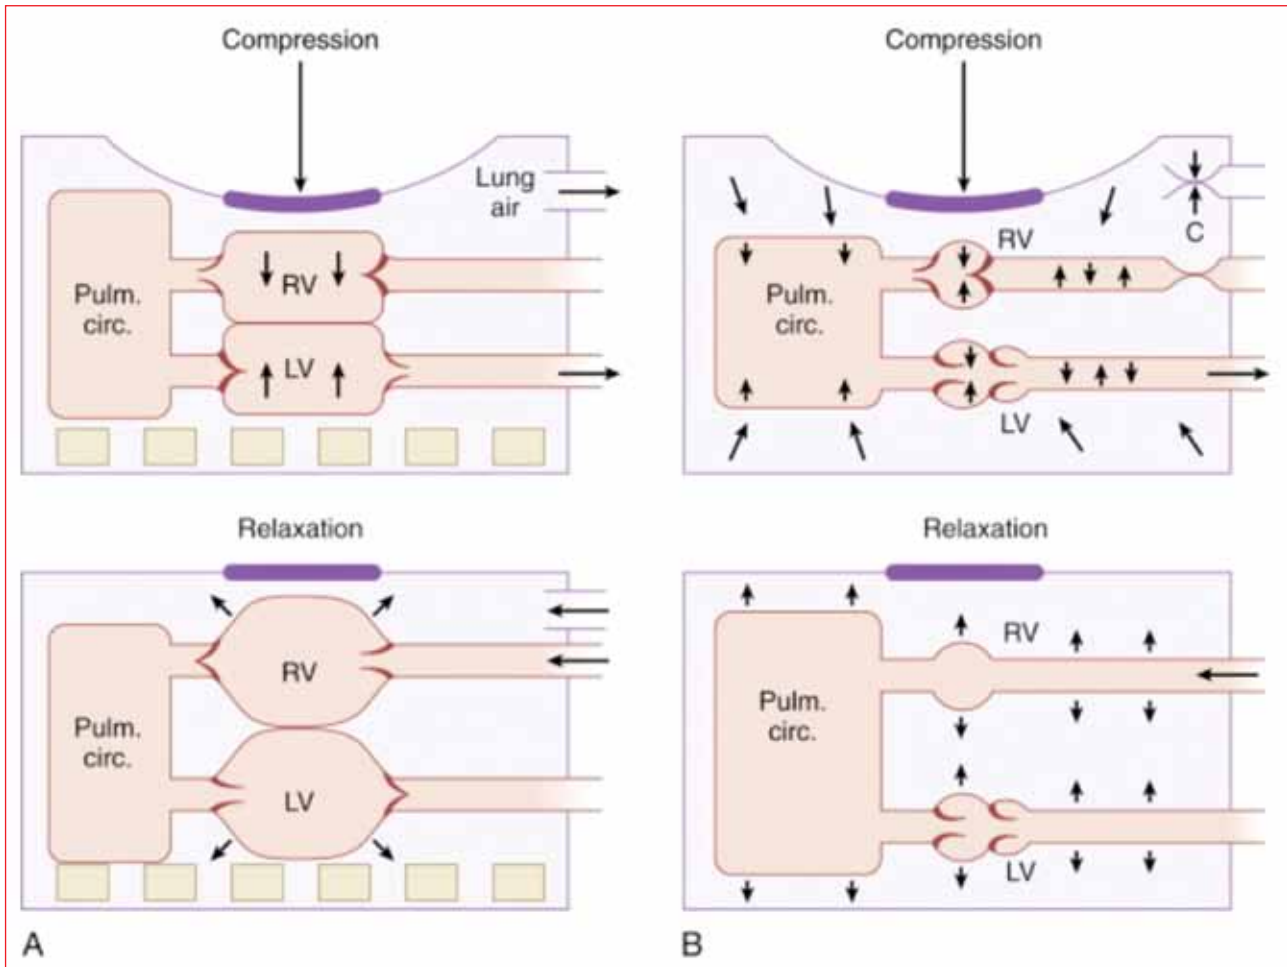 Compression
Lung
air
RV
Pulm.
circ.
LV
Relaxation
RV
Pulm.
circ.
LV
A
Compression
C
RV
Pulm.
circ.
LV
Relaxation
RV
Pulm.
circ.
LV
B